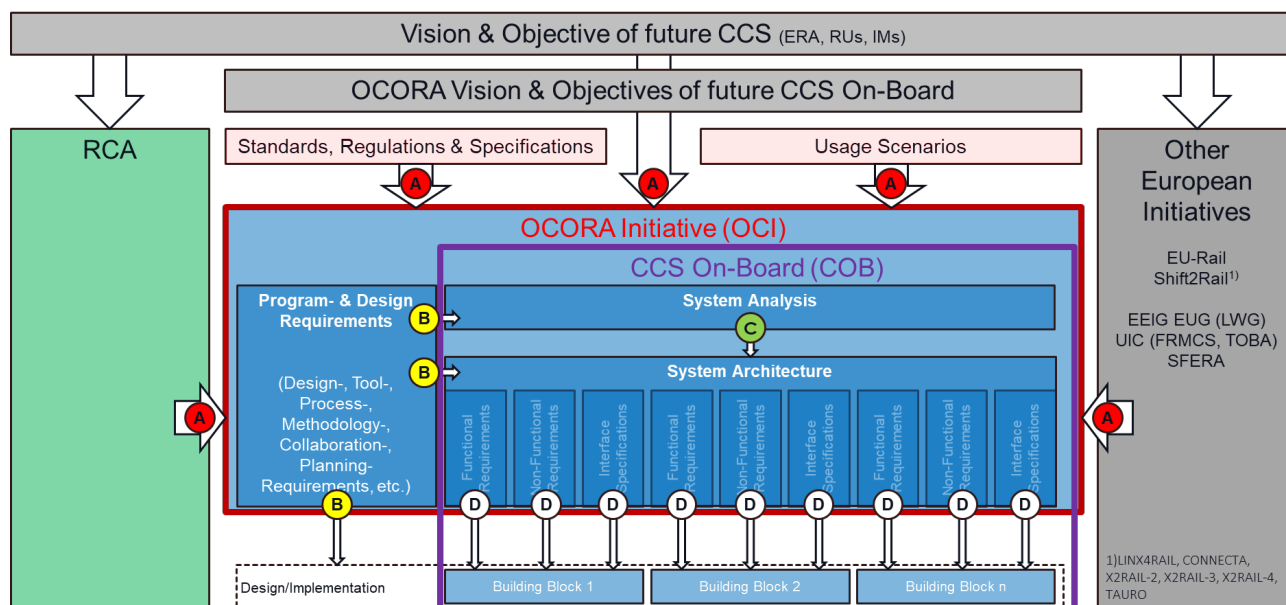 Vision & Objective of future CCS (ERA, RUs, IMs)
OCORA Vision & Objectives of future CCS On-Board
RCA
Standards, Regulations & Specifications
Usage Scenarios
Other
European
Initiatives
EU-Rail
Shift2Rail1)
EEIG EUG (LWG)
UIC (FRMCS, TOBA)
SFERA
1)LINX4RAIL, CONNECTA,
X2RAIL-2, X2RAIL-3, X2RAIL-4,
TAURO
A
A
A
A
A
OCORA Initiative (OCI)
CCS On-Board (COB)
Program- & Design
Requirements
(Design-, Tool-,
Process-,
Methodology-,
Collaboration-,
Planning-
Requirements, etc.)
B
B
B
System Analysis
C
System Architecture
Functional
Requirements
Non-Functional
Requirements
Interface
Specifications
Functional
Requirements
Non-Functional
Requirements
Interface
Specifications
Functional
Requirements
Non-Functional
Requirements
Interface
Specifications
D
D
D
D
D
D
D
D
D
Design/Implementation
Building Block 1
Building Block 2
Building Block n